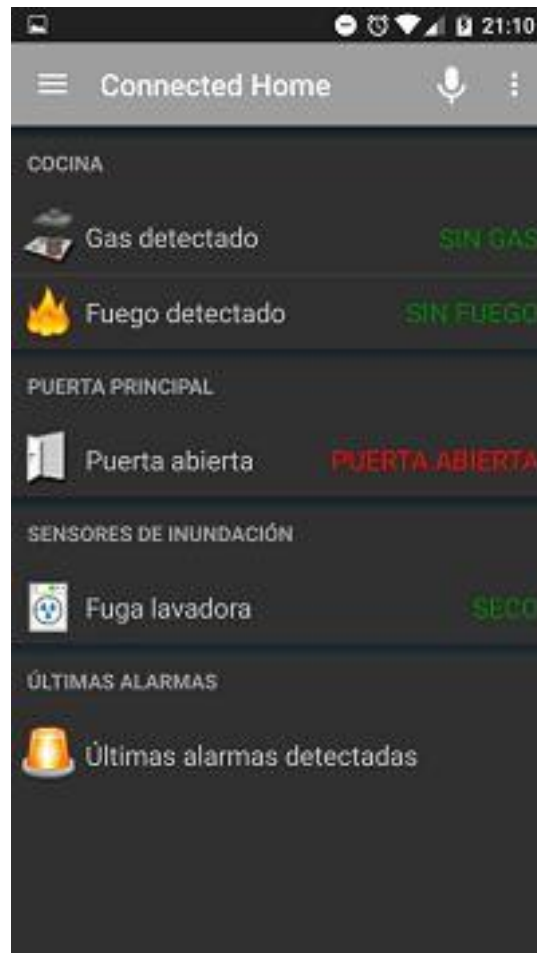 21:10
Connected Home
COCINA
Gas detectado SIN GAS
Fuego detectado SIN FUEGO
PUERTA PRINCIPAL
Puerta abierta PUERTA ABIERTA
SENSORES DE INUNDACIÓN
Fuga lavadora SECO
ÚLTIMAS ALARMAS
Últimas alarmas detectadas